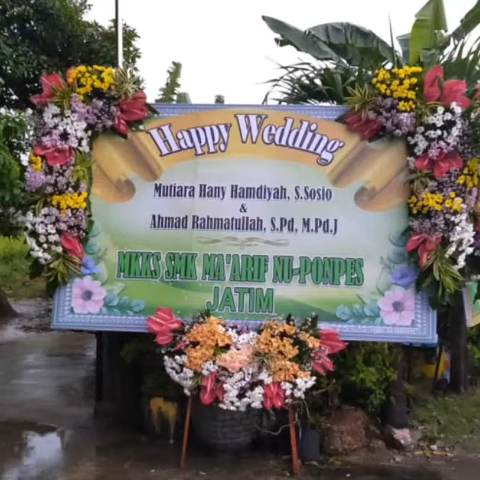 Happy Wedding
Mutiara Hany Hamdiyah, S.Sosio
&
Ahmad Rahmatullah, S.Pd, M.Pd.J
MKKS SMK MA'ARIF NU-PONPES
JATIM